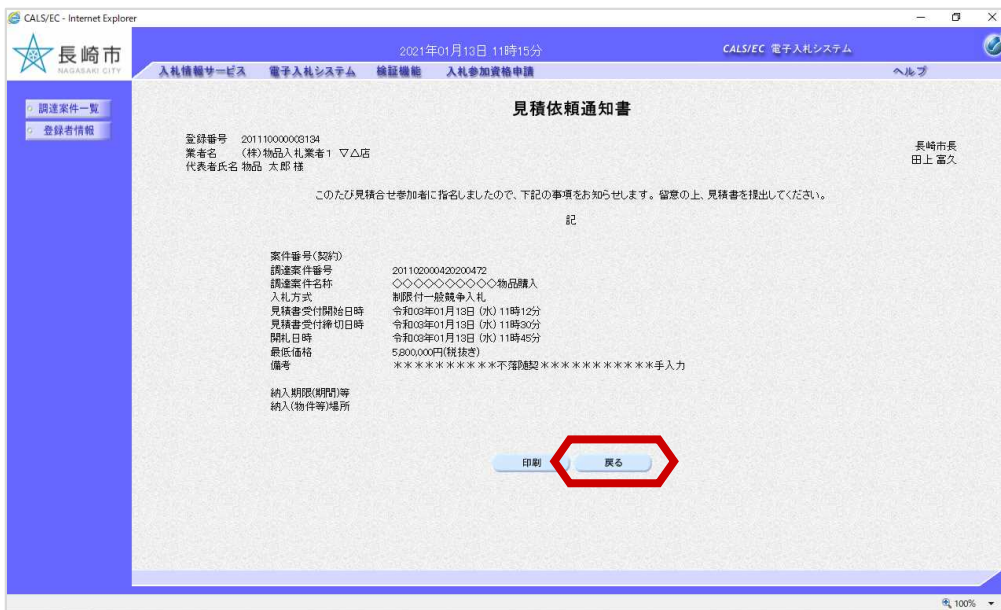 CALS/EC - Internet Explorer
長崎市
NAGASAKI CITY
2021年01月13日 11時15分
CALS/EC 電子入札システム
入札情報サービス 電子入札システム 検証機能 入札参加資格申請 ヘルプ
調達案件一覧
登録者情報
見積依頼通知書
登録番号 201110000003134
業者名 (株)物品入札業者1 ▽△店
代表者氏名 物品 太郎 様
長崎市長
田上 富久
このたび見積合せ参加者に指名しましたので、下記の事項をお知らせします。留意の上、見積書を提出してください。
記
案件番号(契約)
調達案件番号 201102000420200472
調達案件名称 ◇◇◇◇◇◇◇◇◇◇物品購入
入札方式 制限付一般競争入札
見積書受付開始日時 令和03年01月13日 (水) 11時12分
見積書受付締切日時 令和03年01月13日 (水) 11時30分
開札日時 令和03年01月13日 (水) 11時45分
最低価格 5,800,000円(税抜き)
備考 ＊＊＊＊＊＊＊＊＊＊不落随契＊＊＊＊＊＊＊＊＊＊＊手入力
納入期限(期間)等
納入(物件等)場所
印刷 戻る
100%